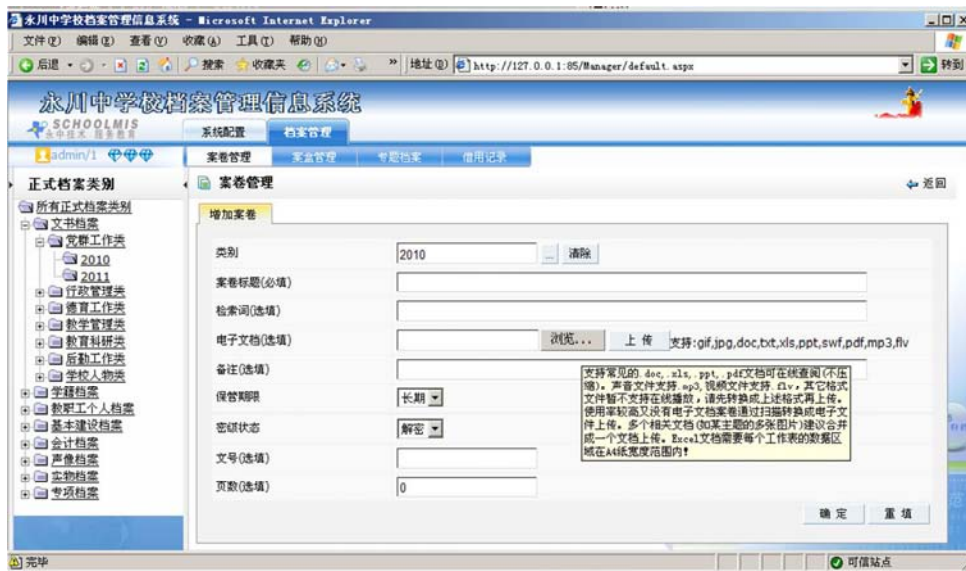 永川中学校档案管理信息系统 - Microsoft Internet Explorer
文件(F) 编辑(E) 查看(V) 收藏(A) 工具(T) 帮助(H)
后退 搜索 收藏夹 » 地址(D) http://127.0.0.1:85/Manager/default.aspx 转到
永川中学校档案管理信息系统
SCHOOLMIS
永中技术 服务教育
系统配置 档案管理
admin/1 案卷管理 案盒管理 专题档案 借用记录
正式档案类别
案卷管理 返回
所有正式档案类别
文书档案
党群工作类
2010
2011
行政管理类
德育工作类
教学管理类
教育科研类
后勤工作类
学校人物类
学籍档案
教职工个人档案
基本建设档案
会计档案
声像档案
实物档案
专项档案
增加案卷
类别 2010 ... 清除
案卷标题(必填)
检索词(选填)
电子文档(选填) 浏览... 上 传 支持:gif,jpg,doc,txt,xls,ppt,swf,pdf,mp3,flv
备注(选填)
支持常见的.doc,.xls,.ppt,.pdf文档可在线查阅(不压
缩)。声音文件支持.mp3,视频文件支持.flv，其它格式
文件暂不支持在线播放，请先转换成上述格式再上传。
使用率较高又没有电子文档案卷通过扫描转换成电子文
件上传。多个相关文档(如某主题的多张图片)建议合并
成一个文档上传。Excel文档需要每个工作表的数据区
域在A4纸宽度范围内!
保管期限 长期
密级状态 解密
文号(选填)
页数(选填) 0
确 定 重 填
完毕 可信站点